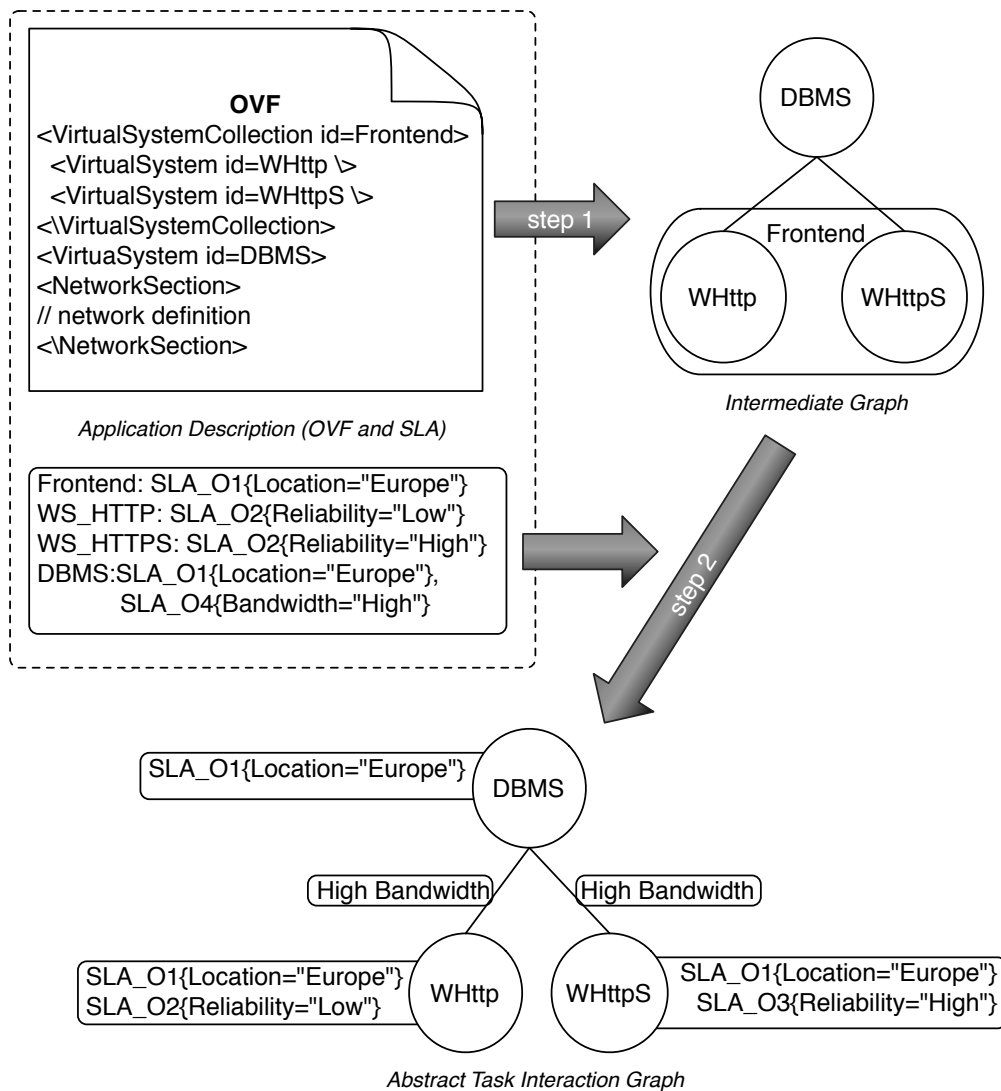 OVF
<VirtualSystemCollection id=Frontend>
<VirtualSystem id=WHttp \>
<VirtualSystem id=WHttpS \>
<\VirtualSystemCollection>
<VirtuaSystem id=DBMS>
<NetworkSection>
// network definition
<\NetworkSection>
Application Description (OVF and SLA)
Frontend: SLA_O1{Location="Europe"}
WS_HTTP: SLA_O2{Reliability="Low"}
WS_HTTPS: SLA_O2{Reliability="High"}
DBMS:SLA_O1{Location="Europe"},
SLA_O4{Bandwidth="High"}
step 1
DBMS
Frontend
WHttp
WHttpS
Intermediate Graph
step 2
SLA_O1{Location="Europe"}
DBMS
High Bandwidth
High Bandwidth
SLA_O1{Location="Europe"}
SLA_O2{Reliability="Low"}
WHttp
WHttpS
SLA_O1{Location="Europe"}
SLA_O3{Reliability="High"}
Abstract Task Interaction Graph